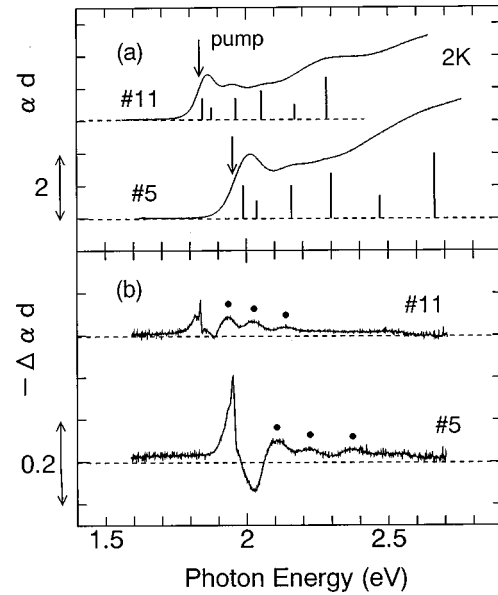 (a)
pump
2K
α d
#11
2
#5
(b)
#11
− Δ α d
#5
0.2
1.5 2 2.5
Photon Energy (eV)